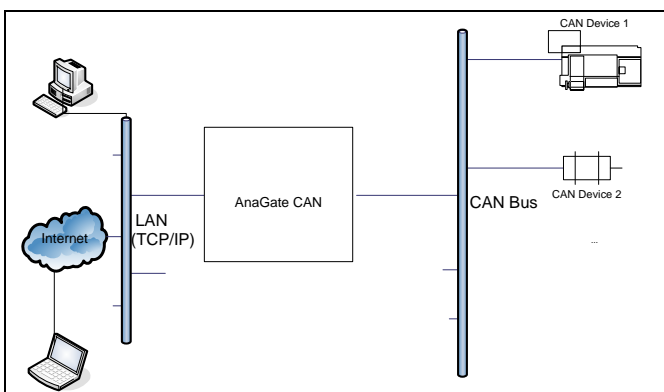 CAN Device 1
AnaGate CAN
LAN
(TCP/IP)
Internet
CAN Bus
CAN Device 2
...